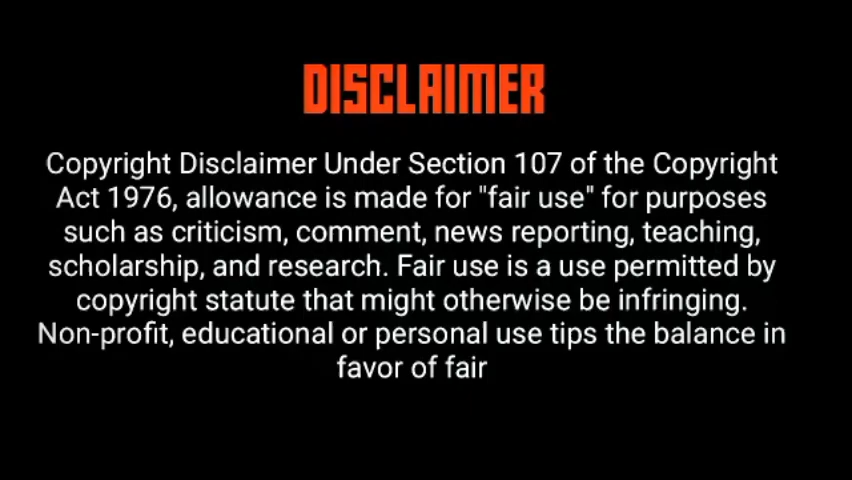 DISCLAIMER
Copyright Disclaimer Under Section 107 of the Copyright
Act 1976, allowance is made for "fair use" for purposes
such as criticism, comment, news reporting, teaching,
scholarship, and research. Fair use is a use permitted by
copyright statute that might otherwise be infringing.
Non-profit, educational or personal use tips the balance in
favor of fair